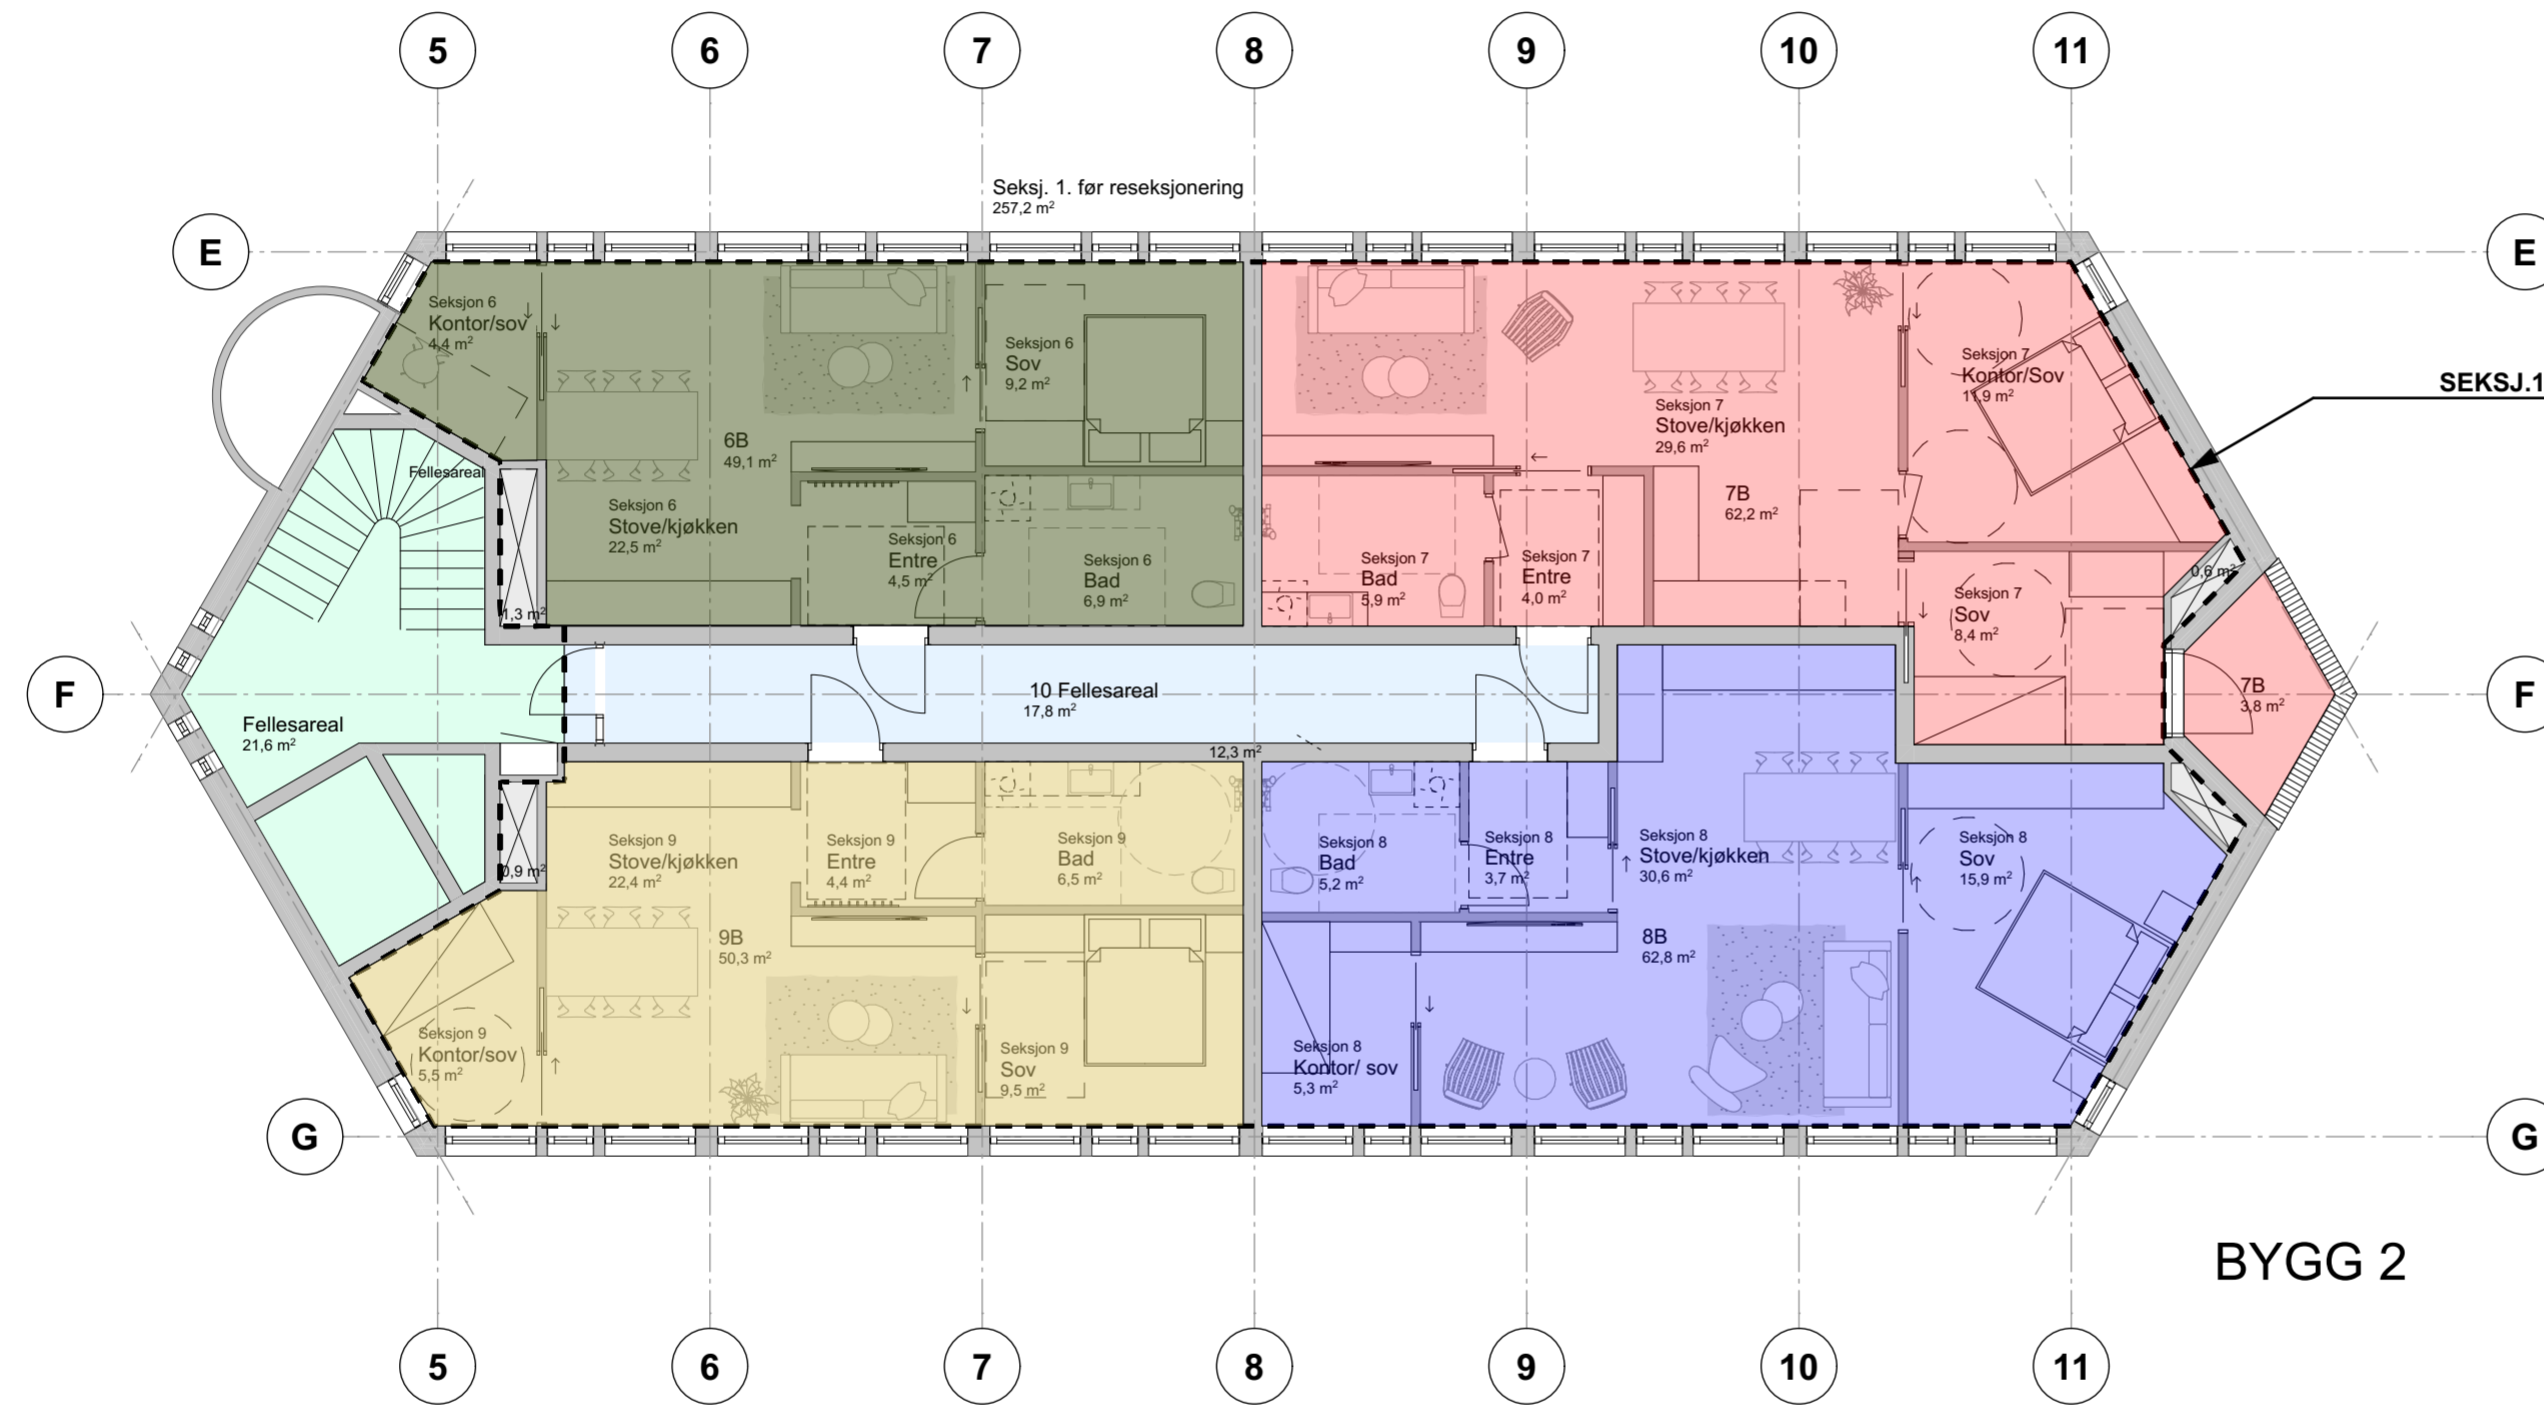 5 6 7 8 9 10 11
Seksj. 1. før reseksjonering
257,2 m²
E
E
Seksjon 6
Kontor/sov
4,4 m²
Seksjon 6
Sov
9,2 m²
Seksjon 7
Kontor/Sov
11,9 m²
SEKSJ.1
Seksjon 7
Stove/kjøkken
29,6 m²
6B
49,1 m²
Fellesareal
7B
62,2 m²
Seksjon 6
Stove/kjøkken
22,5 m²
Seksjon 6
Entre
4,5 m²
Seksjon 6
Bad
6,9 m²
Seksjon 7
Bad
5,9 m²
Seksjon 7
Entre
4,0 m²
Seksjon 7
Sov
8,4 m²
0,6 m²
1,3 m²
F
10 Fellesareal
17,8 m²
7B
3,8 m²
F
Fellesareal
21,6 m²
12,3 m²
Seksjon 9
Stove/kjøkken
22,4 m²
Seksjon 9
Entre
4,4 m²
Seksjon 9
Bad
6,5 m²
Seksjon 8
Bad
5,2 m²
Seksjon 8
Entre
3,7 m²
Seksjon 8
Stove/kjøkken
30,6 m²
Seksjon 8
Sov
15,9 m²
0,9 m²
9B
50,3 m²
8B
62,8 m²
Seksjon 9
Kontor/sov
5,5 m²
Seksjon 9
Sov
9,5 m²
Seksjon 8
Kontor/ sov
5,3 m²
G
G
BYGG 2
5 6 7 8 9 10 11